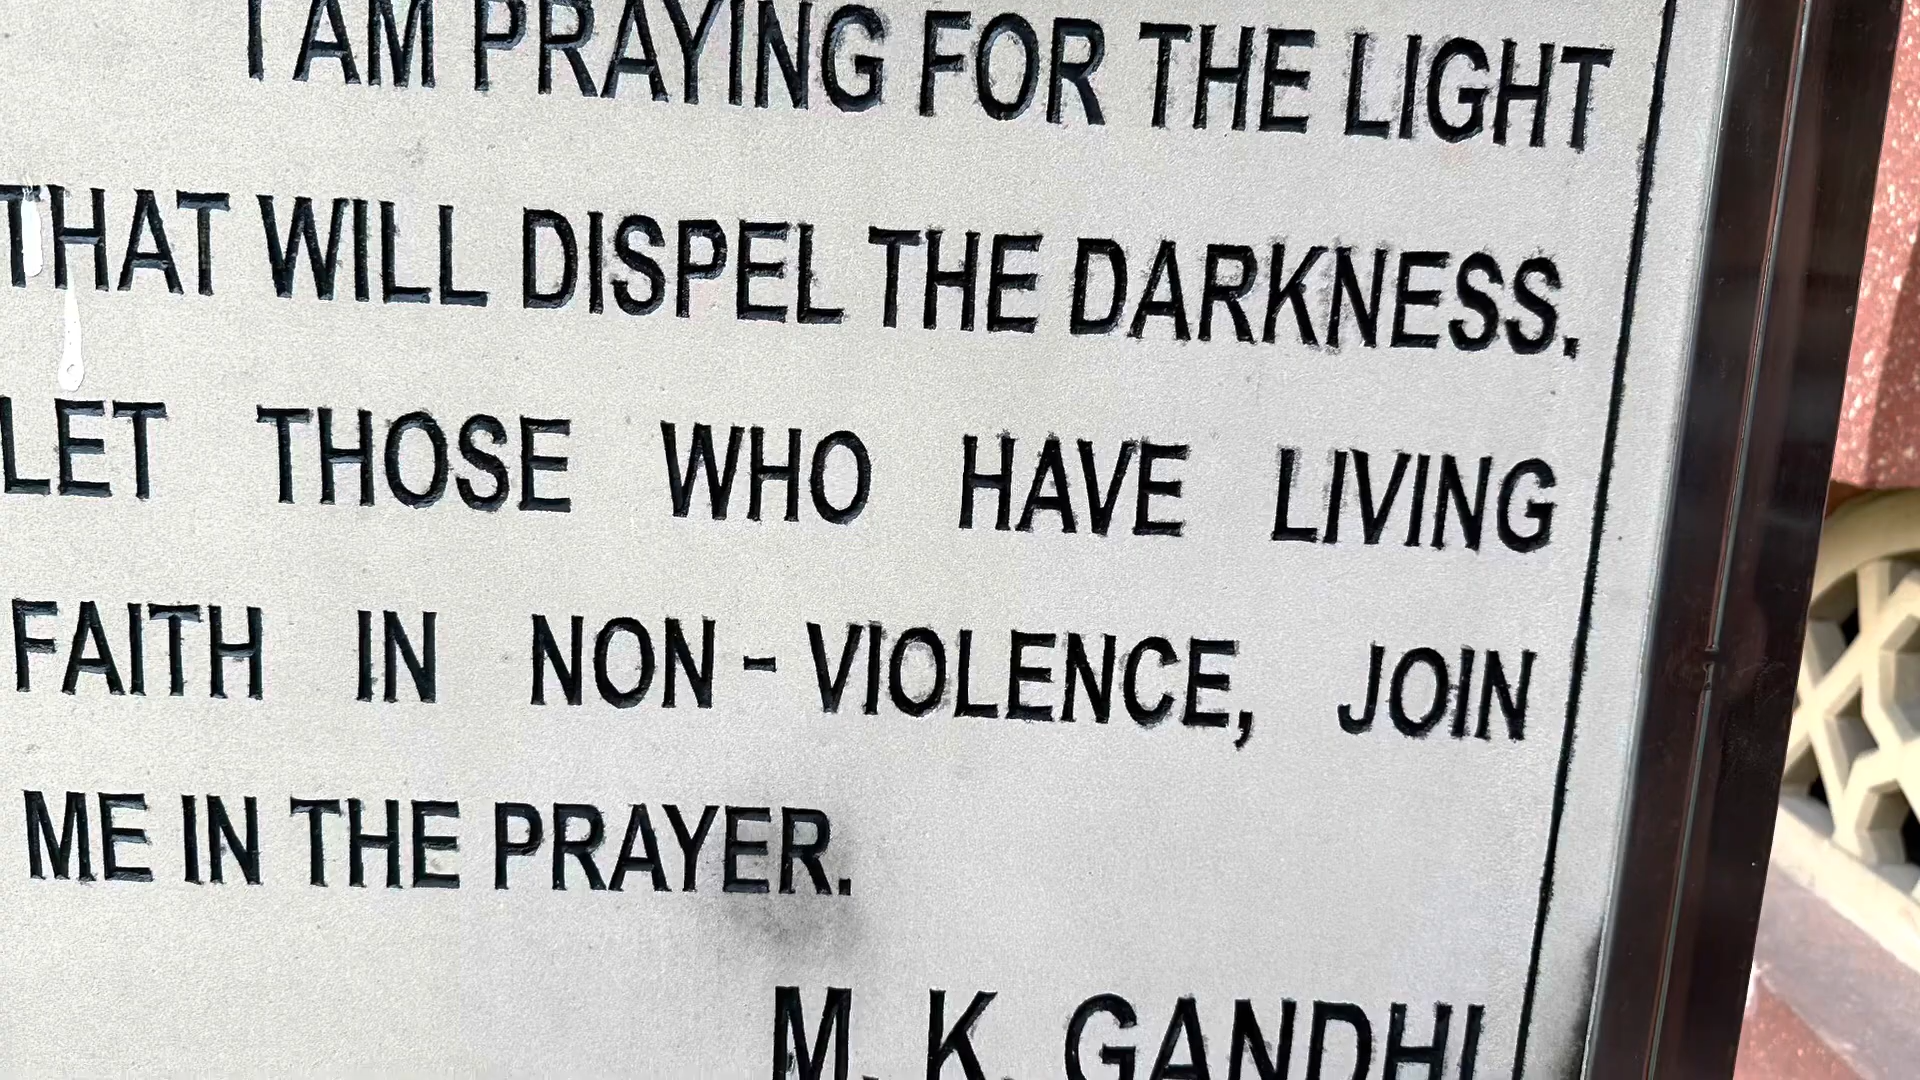 I AM PRAYING FOR THE LIGHT
THAT WILL DISPEL THE DARKNESS.
LET THOSE WHO HAVE LIVING
FAITH IN NON - VIOLENCE, JOIN
ME IN THE PRAYER.
M. K. GANDHI